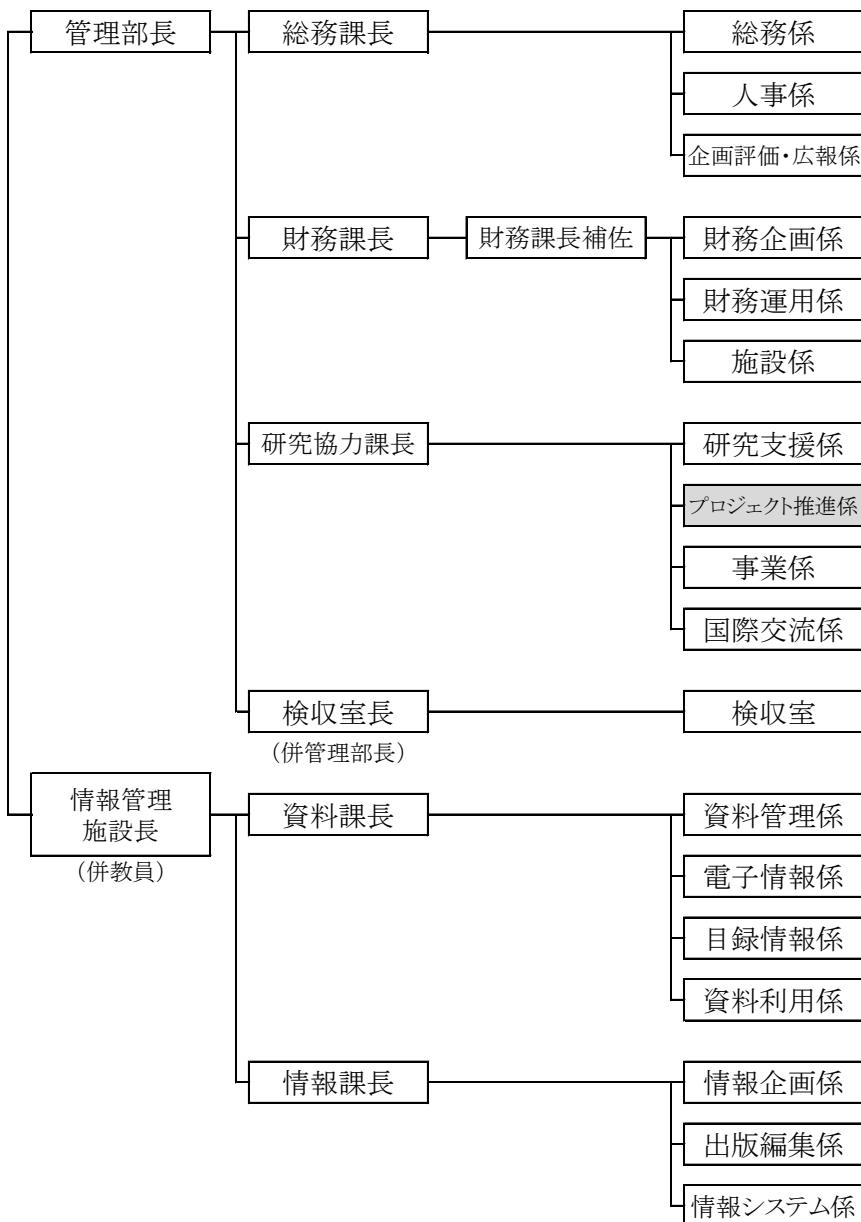 管理部長
総務課長
総務係
人事係
企画評価・広報係
財務課長
財務課長補佐
財務企画係
財務運用係
施設係
研究協力課長
研究支援係
プロジェクト推進係
事業係
国際交流係
検収室長
(併管理部長)
検収室
情報管理
施設長
(併教員)
資料課長
資料管理係
電子情報係
目録情報係
資料利用係
情報課長
情報企画係
出版編集係
情報システム係